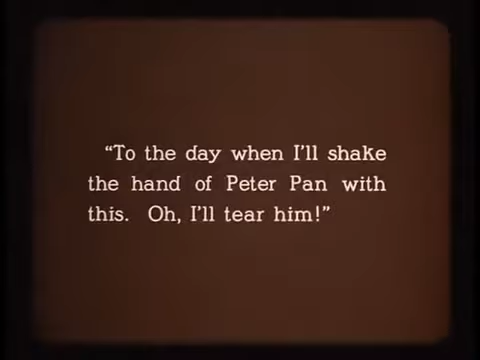 “To the day when I’ll shake
the hand of Peter Pan with
this. Oh, I’ll tear him!”